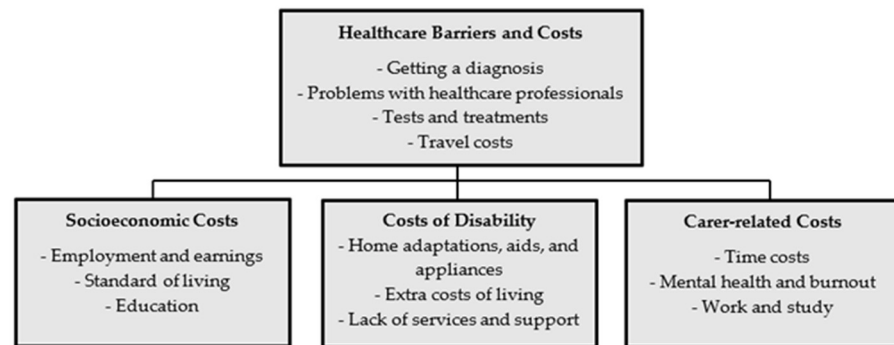 Healthcare Barriers and Costs
- Getting a diagnosis
- Problems with healthcare professionals
- Tests and treatments
- Travel costs
Socioeconomic Costs
- Employment and earnings
- Standard of living
- Education
Costs of Disability
- Home adaptations, aids, and
appliances
- Extra costs of living
- Lack of services and support
Carer-related Costs
- Time costs
- Mental health and burnout
- Work and study